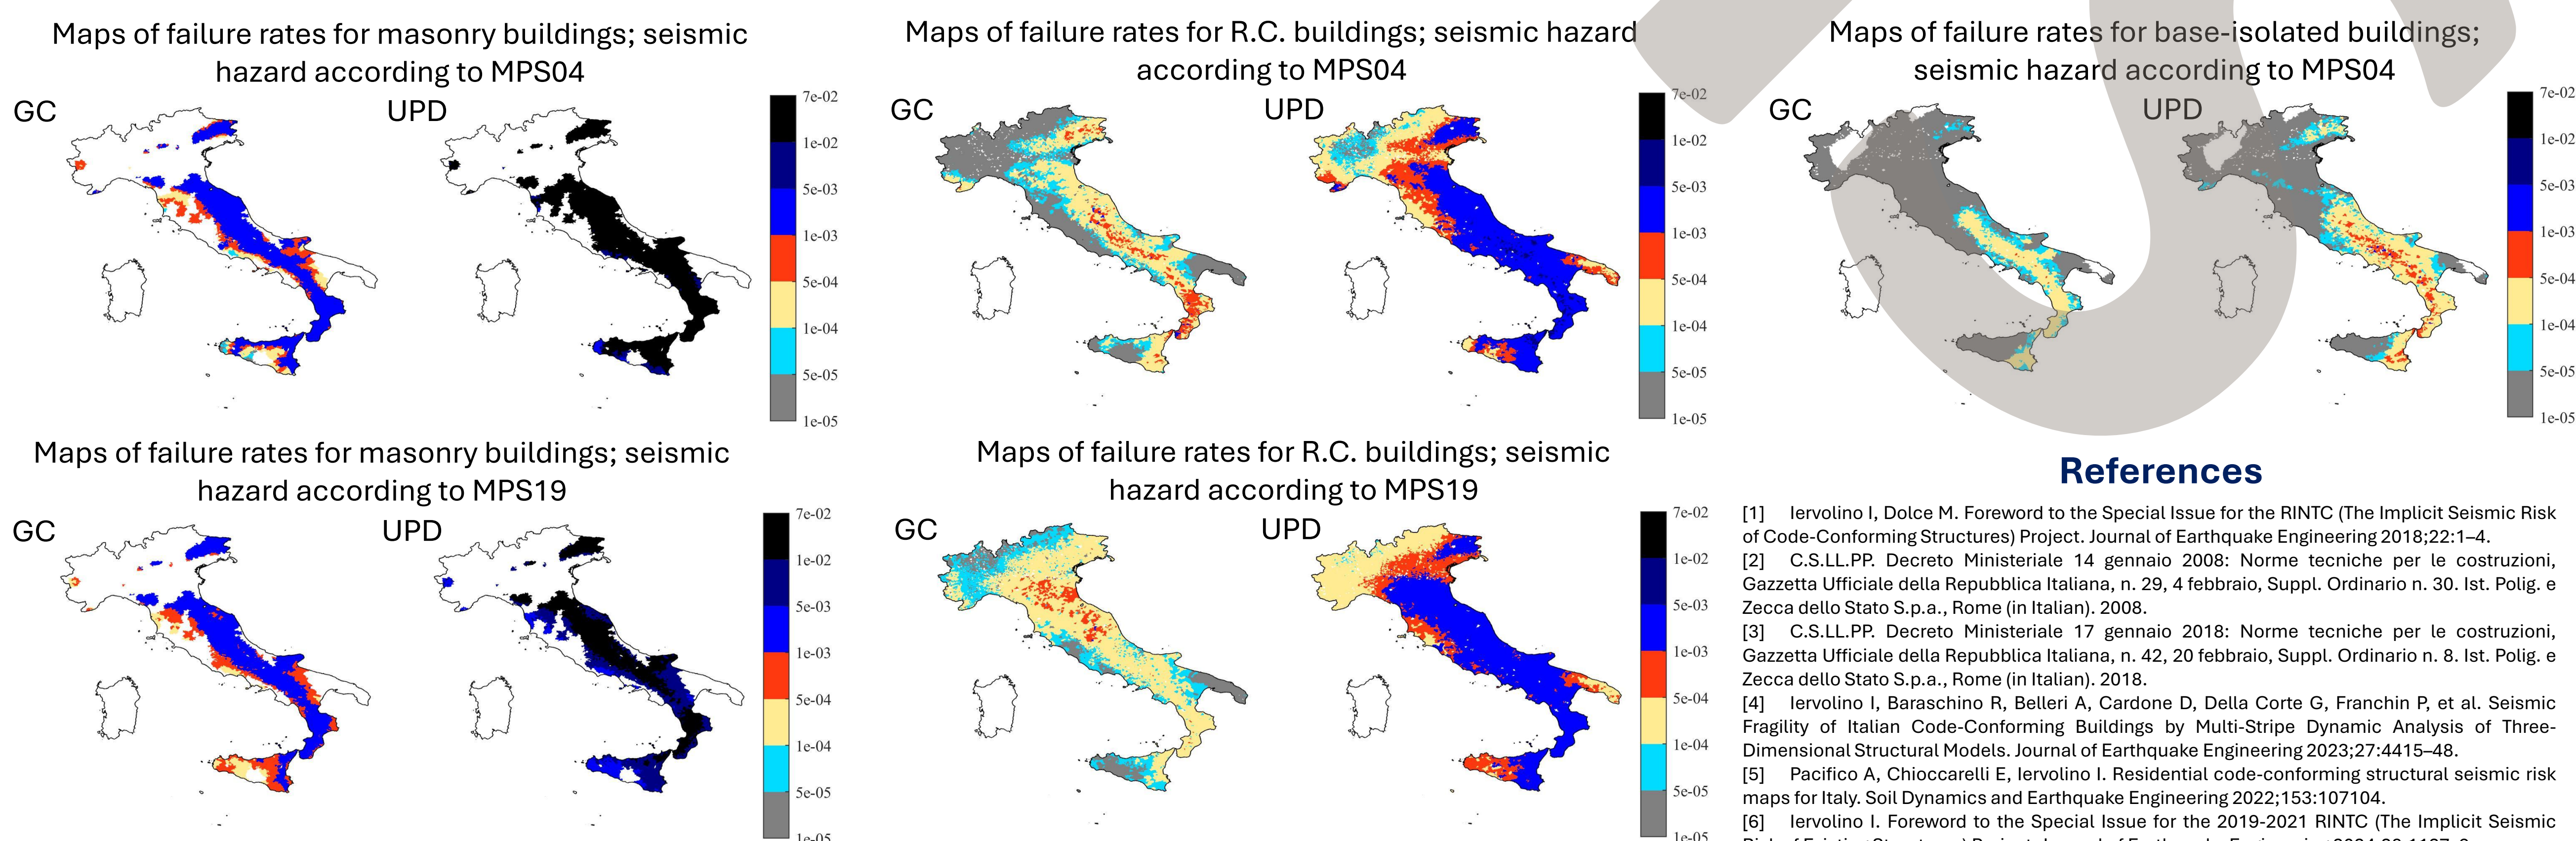 Maps of failure rates for masonry buildings; seismic
hazard according to MPS04
GC
UPD
7e-02
1e-02
5e-03
1e-03
5e-04
1e-04
5e-05
1e-05
Maps of failure rates for R.C. buildings; seismic hazard
according to MPS04
GC
UPD
7e-02
1e-02
5e-03
1e-03
5e-04
1e-04
5e-05
1e-05
Maps of failure rates for base-isolated buildings;
seismic hazard according to MPS04
GC
UPD
7e-02
1e-02
5e-03
1e-03
5e-04
1e-04
5e-05
1e-05
Maps of failure rates for masonry buildings; seismic
hazard according to MPS19
GC
UPD
7e-02
1e-02
5e-03
1e-03
5e-04
1e-04
5e-05
1e-05
Maps of failure rates for R.C. buildings; seismic
hazard according to MPS19
GC
UPD
7e-02
1e-02
5e-03
1e-03
5e-04
1e-04
5e-05
1e-05
References
[1] Iervolino I, Dolce M. Foreword to the Special Issue for the RINTC (The Implicit Seismic Risk
of Code-Conforming Structures) Project. Journal of Earthquake Engineering 2018;22:1–4.
[2] C.S.LL.PP. Decreto Ministeriale 14 gennaio 2008: Norme tecniche per le costruzioni,
Gazzetta Ufficiale della Repubblica Italiana, n. 29, 4 febbraio, Suppl. Ordinario n. 30. Ist. Polig. e
Zecca dello Stato S.p.a., Rome (in Italian). 2008.
[3] C.S.LL.PP. Decreto Ministeriale 17 gennaio 2018: Norme tecniche per le costruzioni,
Gazzetta Ufficiale della Repubblica Italiana, n. 42, 20 febbraio, Suppl. Ordinario n. 8. Ist. Polig. e
Zecca dello Stato S.p.a., Rome (in Italian). 2018.
[4] Iervolino I, Baraschino R, Belleri A, Cardone D, Della Corte G, Franchin P, et al. Seismic
Fragility of Italian Code-Conforming Buildings by Multi-Stripe Dynamic Analysis of Three-
Dimensional Structural Models. Journal of Earthquake Engineering 2023;27:4415–48.
[5] Pacifico A, Chioccarelli E, Iervolino I. Residential code-conforming structural seismic risk
maps for Italy. Soil Dynamics and Earthquake Engineering 2022;153:107104.
[6] Iervolino I. Foreword to the Special Issue for the 2019-2021 RINTC (The Implicit Seismic